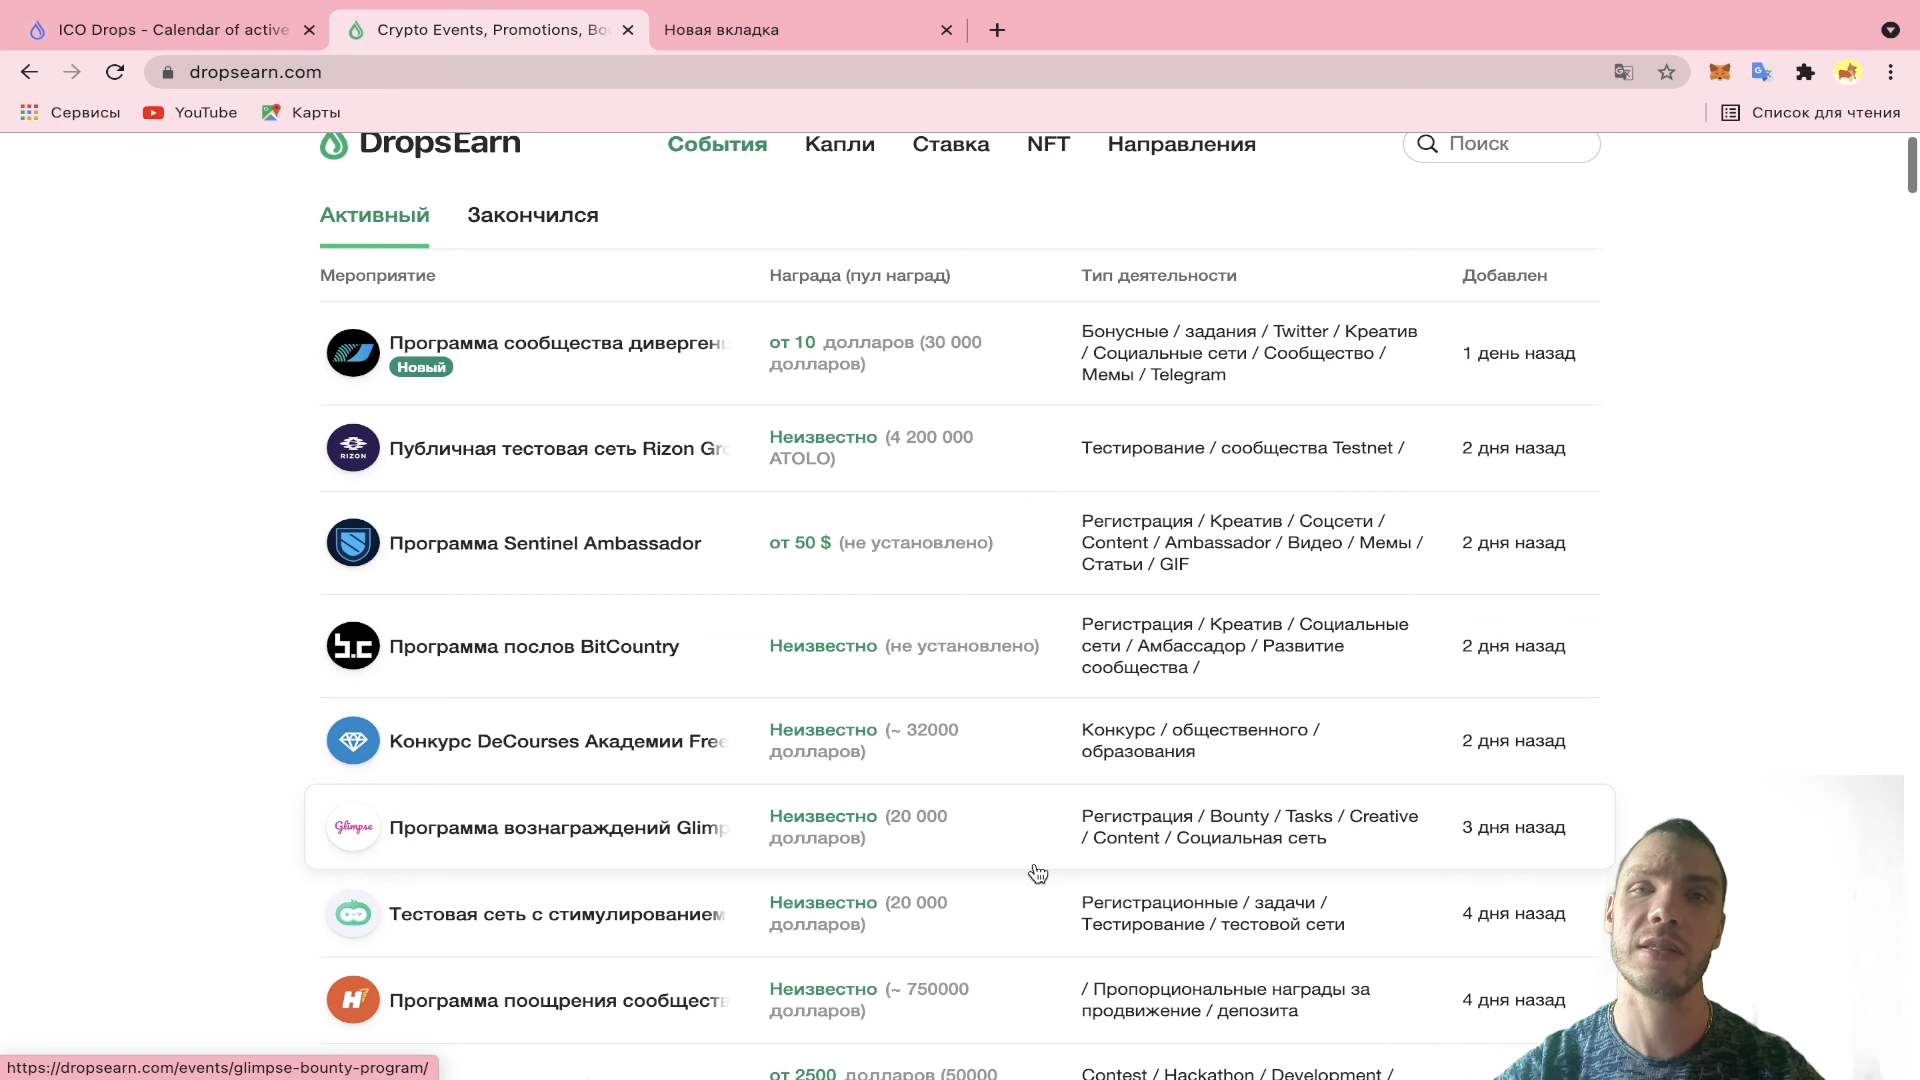 ICO Drops - Calendar of active
Crypto Events, Promotions, Bo
Новая вкладка
dropsearn.com
Сервисы
YouTube
Карты
Список для чтения
DropsEarn
События
Капли
Ставка
NFT
Направления
Поиск
Активный
Закончился
Мероприятие
Награда (пул наград)
Тип деятельности
Добавлен
Программа сообщества диверген
Новый
от 10 долларов (30 000
долларов)
Бонусные / задания / Twitter / Креатив
/ Социальные сети / Сообщество /
Мемы / Telegram
1 день назад
RIZON
Публичная тестовая сеть Rizon Gro
Неизвестно (4 200 000
ATOLO)
Тестирование / сообщества Testnet /
2 дня назад
Программа Sentinel Ambassador
от 50 $ (не установлено)
Регистрация / Креатив / Соцсети /
Content / Ambassador / Видео / Мемы /
Статьи / GIF
2 дня назад
b.c
Программа послов BitCountry
Неизвестно (не установлено)
Регистрация / Креатив / Социальные
сети / Амбассадор / Развитие
сообщества /
2 дня назад
Конкурс DeCourses Академии Free
Неизвестно (~ 32000
долларов)
Конкурс / общественного /
образования
2 дня назад
Glimpse
Программа вознаграждений Glimp
Неизвестно (20 000
долларов)
Регистрация / Bounty / Tasks / Creative
/ Content / Социальная сеть
3 дня назад
Тестовая сеть с стимулированием
Неизвестно (20 000
долларов)
Регистрационные / задачи /
Тестирование / тестовой сети
4 дня назад
H
Программа поощрения сообществ
Неизвестно (~ 750000
долларов)
/ Пропорциональные награды за
продвижение / депозита
4 дня назад
от 2500 долларов (50000
Contest / Hackathon / Development /
https://dropsearn.com/events/glimpse-bounty-program/